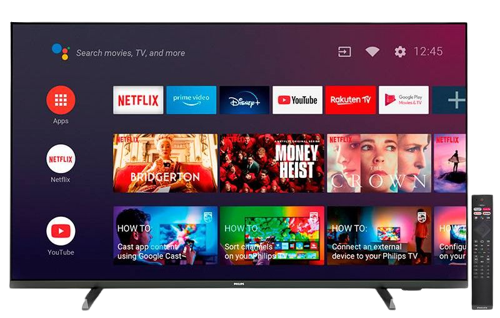 Search movies, TV, and more
12:45
NETFLIX
prime video
Disney+
YouTube
Rakuten TV
Google Play
Movies & TV
Apps
NETFLIX
Netflix
BRIDGERTON
MONEY
HEIST
CROWN
YouTube
HOW TO:
Cast app content
using Google Cast
HOW TO:
Sort channels
on your Philips TV
HOW TO:
Connect an external
device to your Philips TV
HOW TO:
Configu
on your
PHILIPS